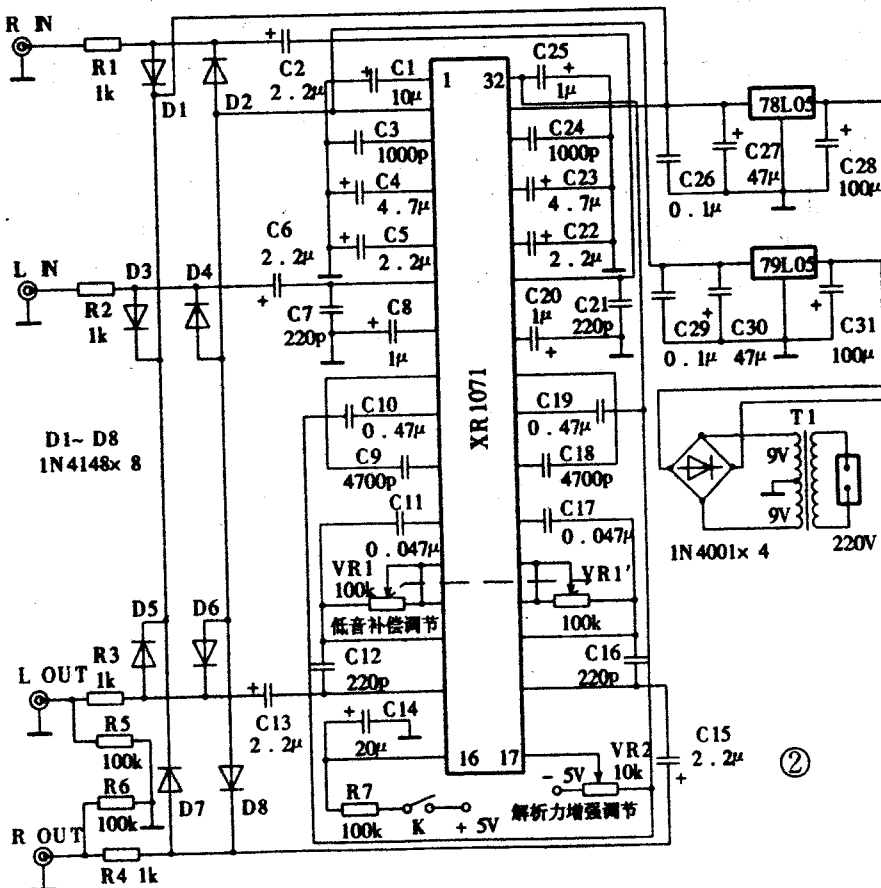 R IN
R1
1k
D1
D2
C2
2.2μ
C1
10μ
1
32
C25
1μ
C3
1000p
C24
1000p
C4
4.7μ
C23
4.7μ
C5
2.2μ
C22
2.2μ
78L05
C26
0.1μ
C27
47μ
C28
100μ
L IN
R2
1k
D3
D4
C6
2.2μ
C7
220p
C8
1μ
C20
1μ
C21
220p
79L05
C29
0.1μ
C30
47μ
C31
100μ
XR1071
D1~D8
1N4148×8
C10
0.47μ
C19
0.47μ
C9
4700p
C18
4700p
C11
0.047μ
C17
0.047μ
T1
9V
9V
1N4001×4
220V
VR1
100k
VR1'
100k
低音补偿调节
D5
D6
L OUT
R3
1k
C12
220p
C16
220p
C13
2.2μ
C14
20μ
16
17
VR2
10k
C15
2.2μ
②
R5
100k
R6
100k
D7
D8
R7
100k
K
+5V
-5V
解析力增强调节
R OUT
R4 1k